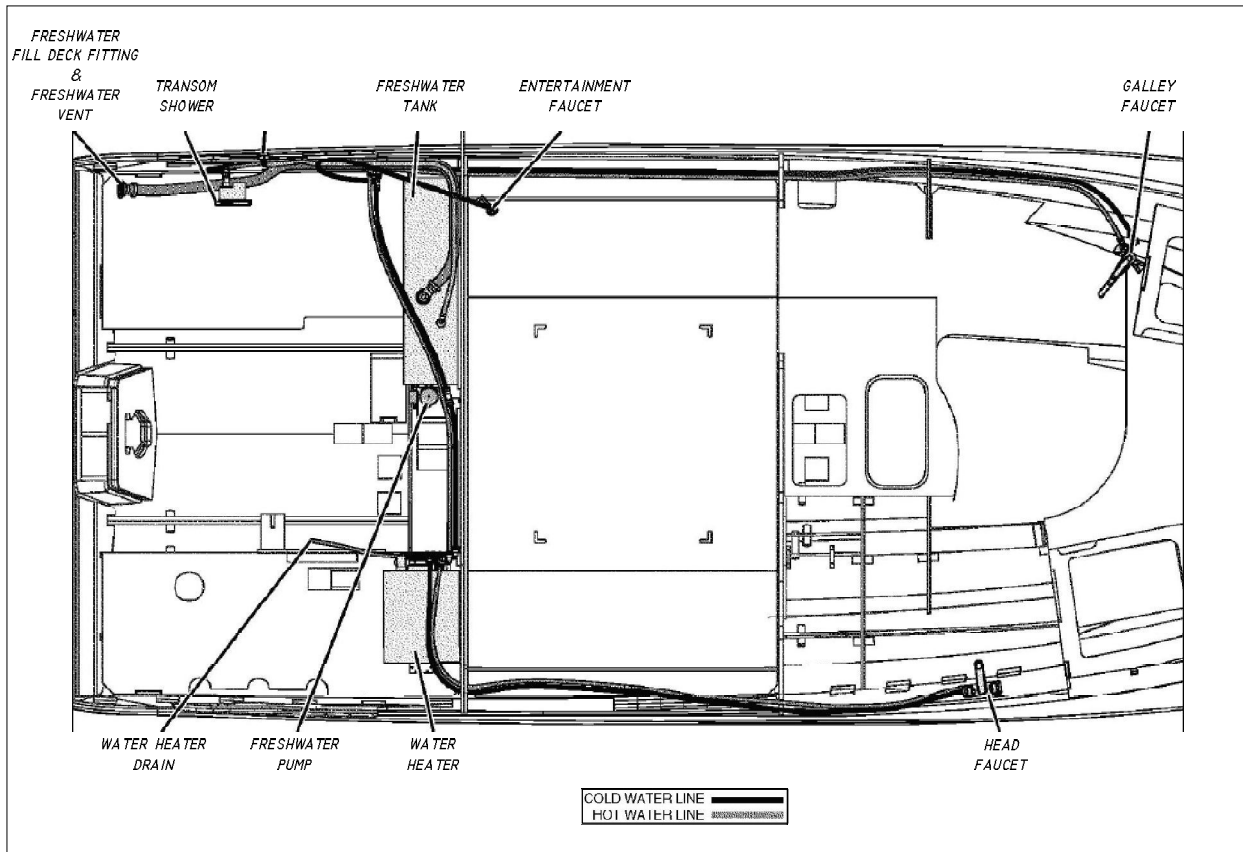 FRESHWATER
FILL DECK FITTING
&
FRESHWATER
VENT
TRANSOM
SHOWER
FRESHWATER
TANK
ENTERTAINMENT
FAUCET
GALLEY
FAUCET
WATER HEATER
DRAIN
FRESHWATER
PUMP
WATER
HEATER
HEAD
FAUCET
COLD WATER LINE
HOT WATER LINE